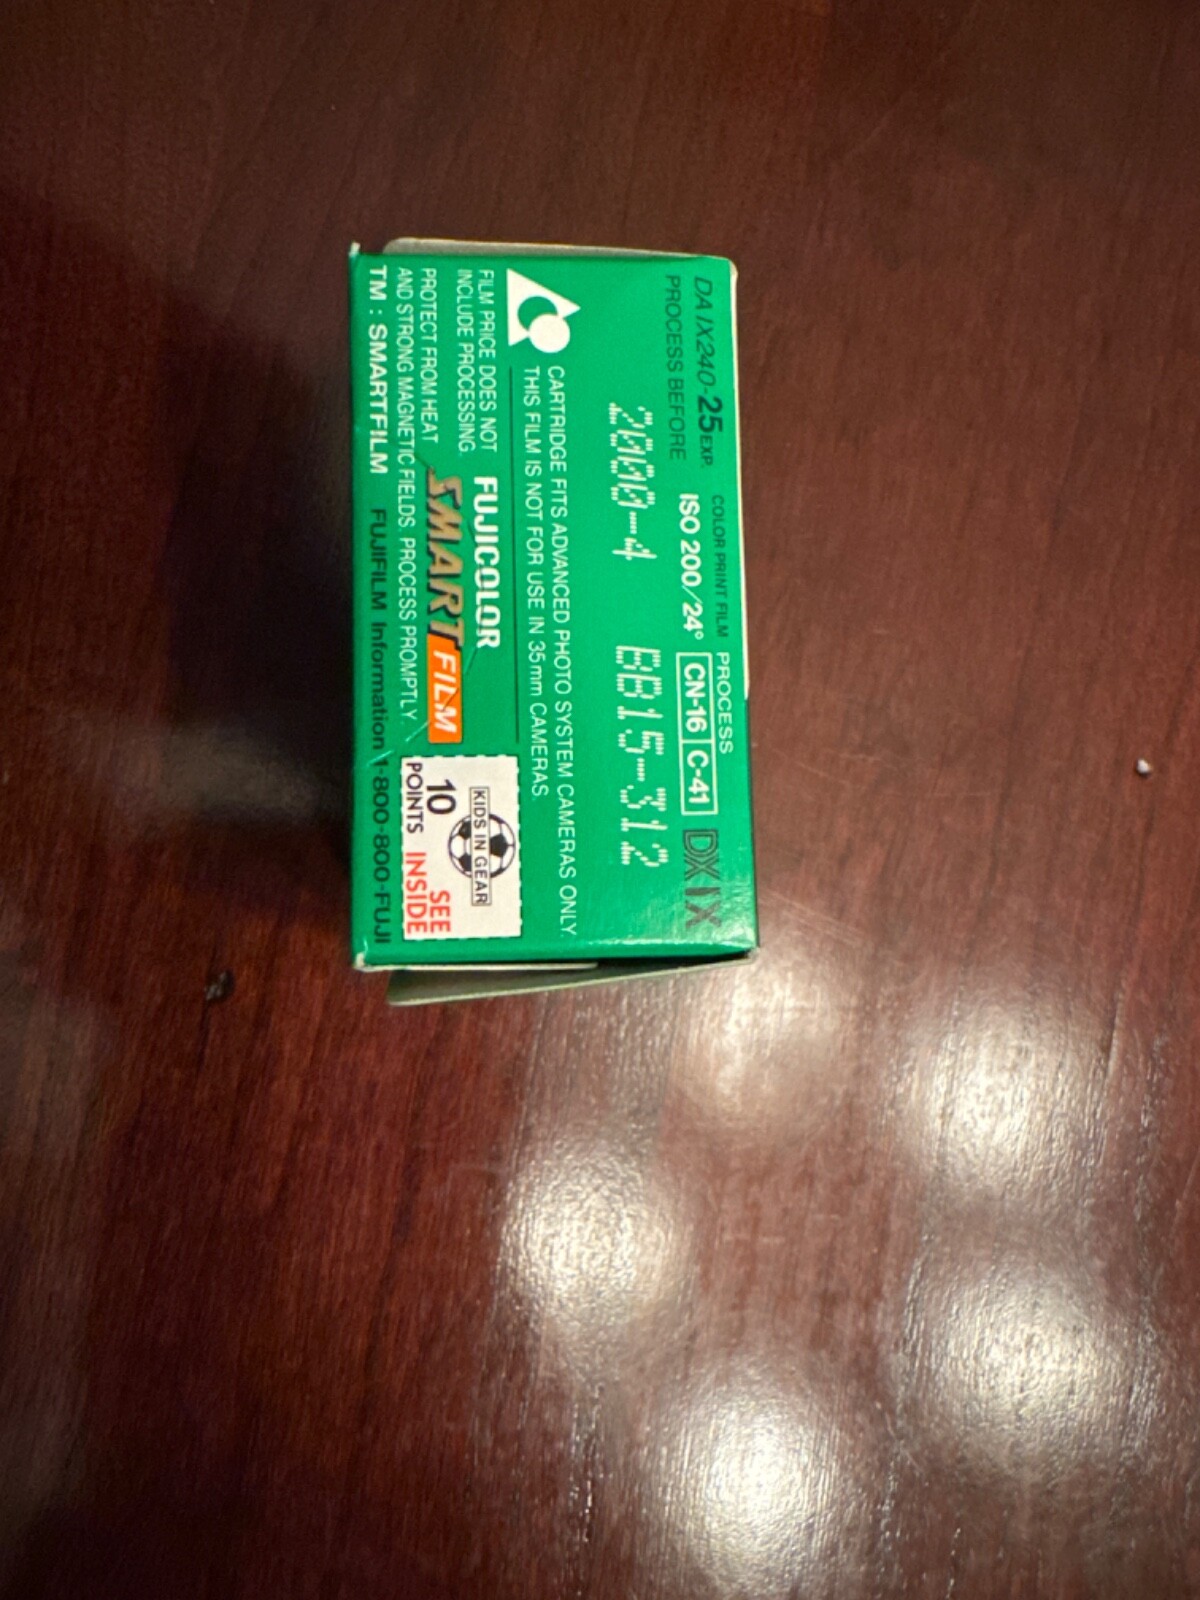 DA IX240-25 EXP.
PROCESS BEFORE
COLOR PRINT FILM
ISO 200/24°
PROCESS
CN-16 C-41
DX IX
2000-4 BB15-312
CARTRIDGE FITS ADVANCED PHOTO SYSTEM CAMERAS ONLY.
THIS FILM IS NOT FOR USE IN 35mm CAMERAS.
FILM PRICE DOES NOT
INCLUDE PROCESSING.
FUJICOLOR
SMART FILM
PROTECT FROM HEAT
AND STRONG MAGNETIC FIELDS. PROCESS PROMPTLY.
KIDS IN GEAR
10
POINTS
SEE
INSIDE
TM : SMARTFILM FUJIFILM Information 1-800-800-FUJI